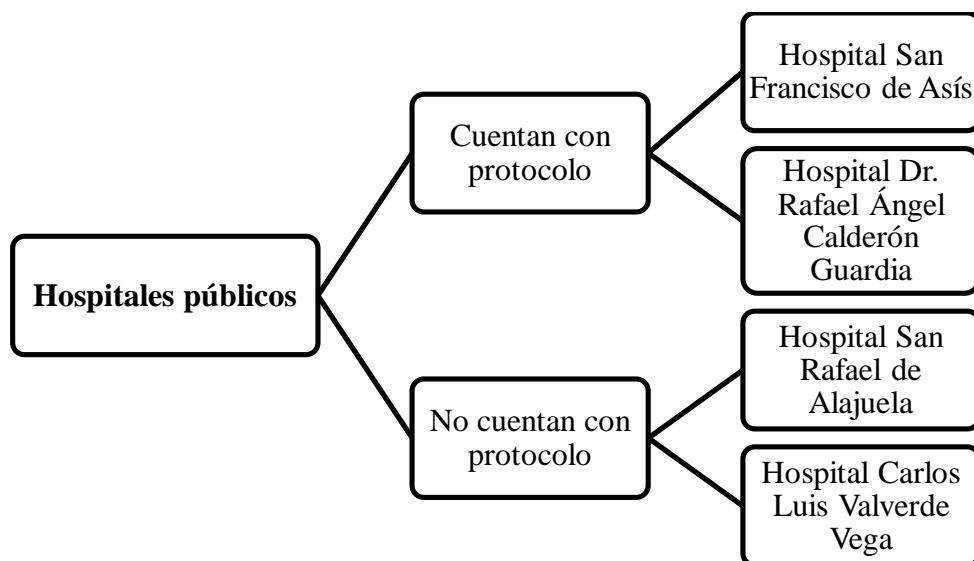 Hospitales públicos
Cuentan con
protocolo
Hospital San
Francisco de Asís
Hospital Dr.
Rafael Ángel
Calderón
Guardia
No cuentan con
protocolo
Hospital San
Rafael de
Alajuela
Hospital Carlos
Luis Valverde
Vega